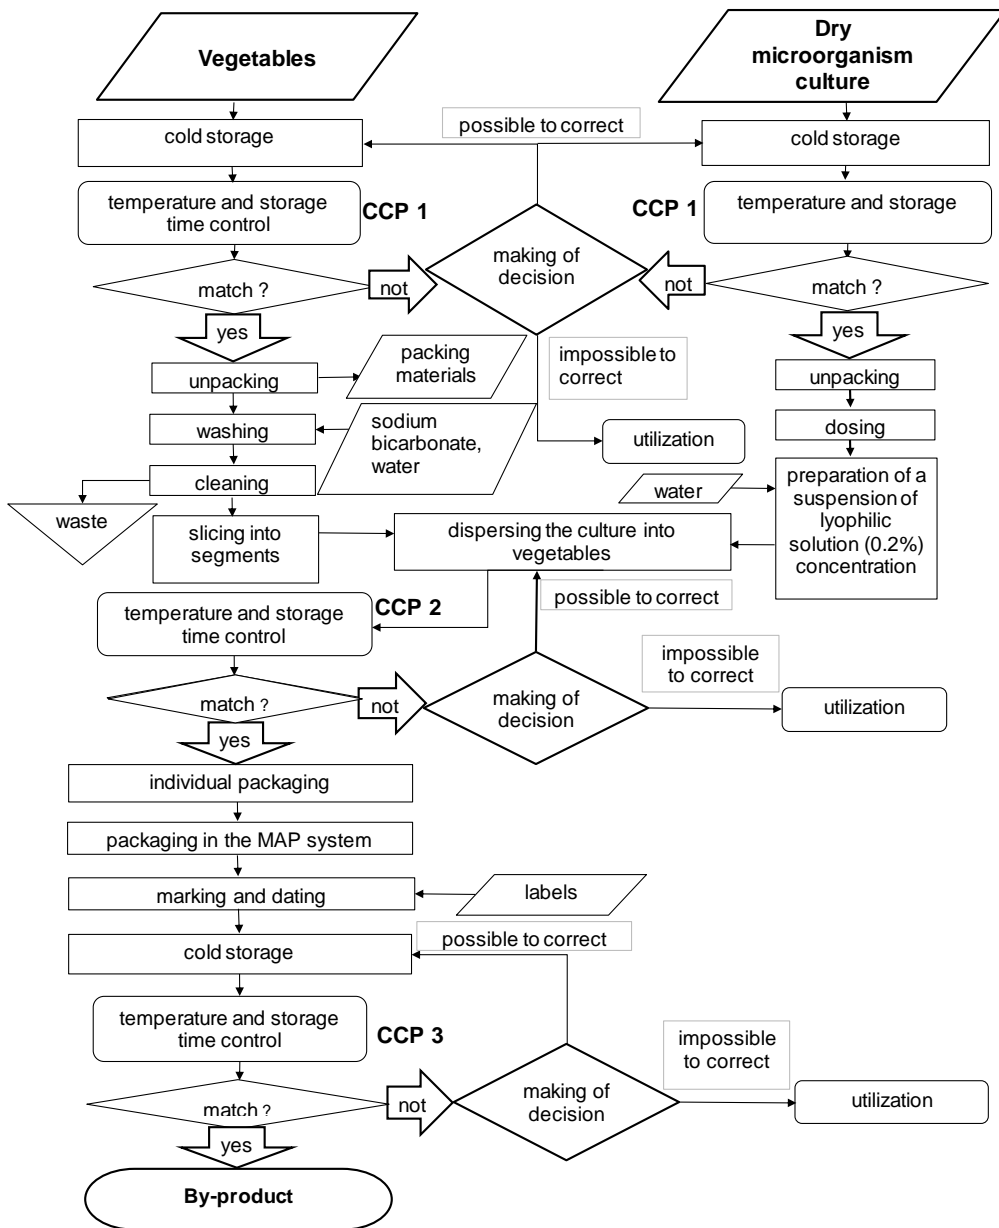 Vegetables
Dry
microorganism
culture
possible to correct
cold storage
cold storage
temperature and storage
time control
CCP 1
CCP 1
temperature and storage
making of
decision
match ?
not
not
match ?
yes
yes
packing
materials
impossible to
correct
unpacking
unpacking
sodium
bicarbonate,
water
washing
utilization
dosing
cleaning
water
preparation of a
suspension of
lyophilic
solution (0.2%)
concentration
waste
slicing into
segments
dispersing the culture into
vegetables
possible to correct
CCP 2
temperature and storage
time control
impossible
to correct
match ?
not
making of
decision
utilization
yes
individual packaging
packaging in the MAP system
marking and dating
labels
possible to correct
cold storage
temperature and storage
time control
CCP 3
impossible
to correct
match ?
not
making of
decision
utilization
yes
By-product